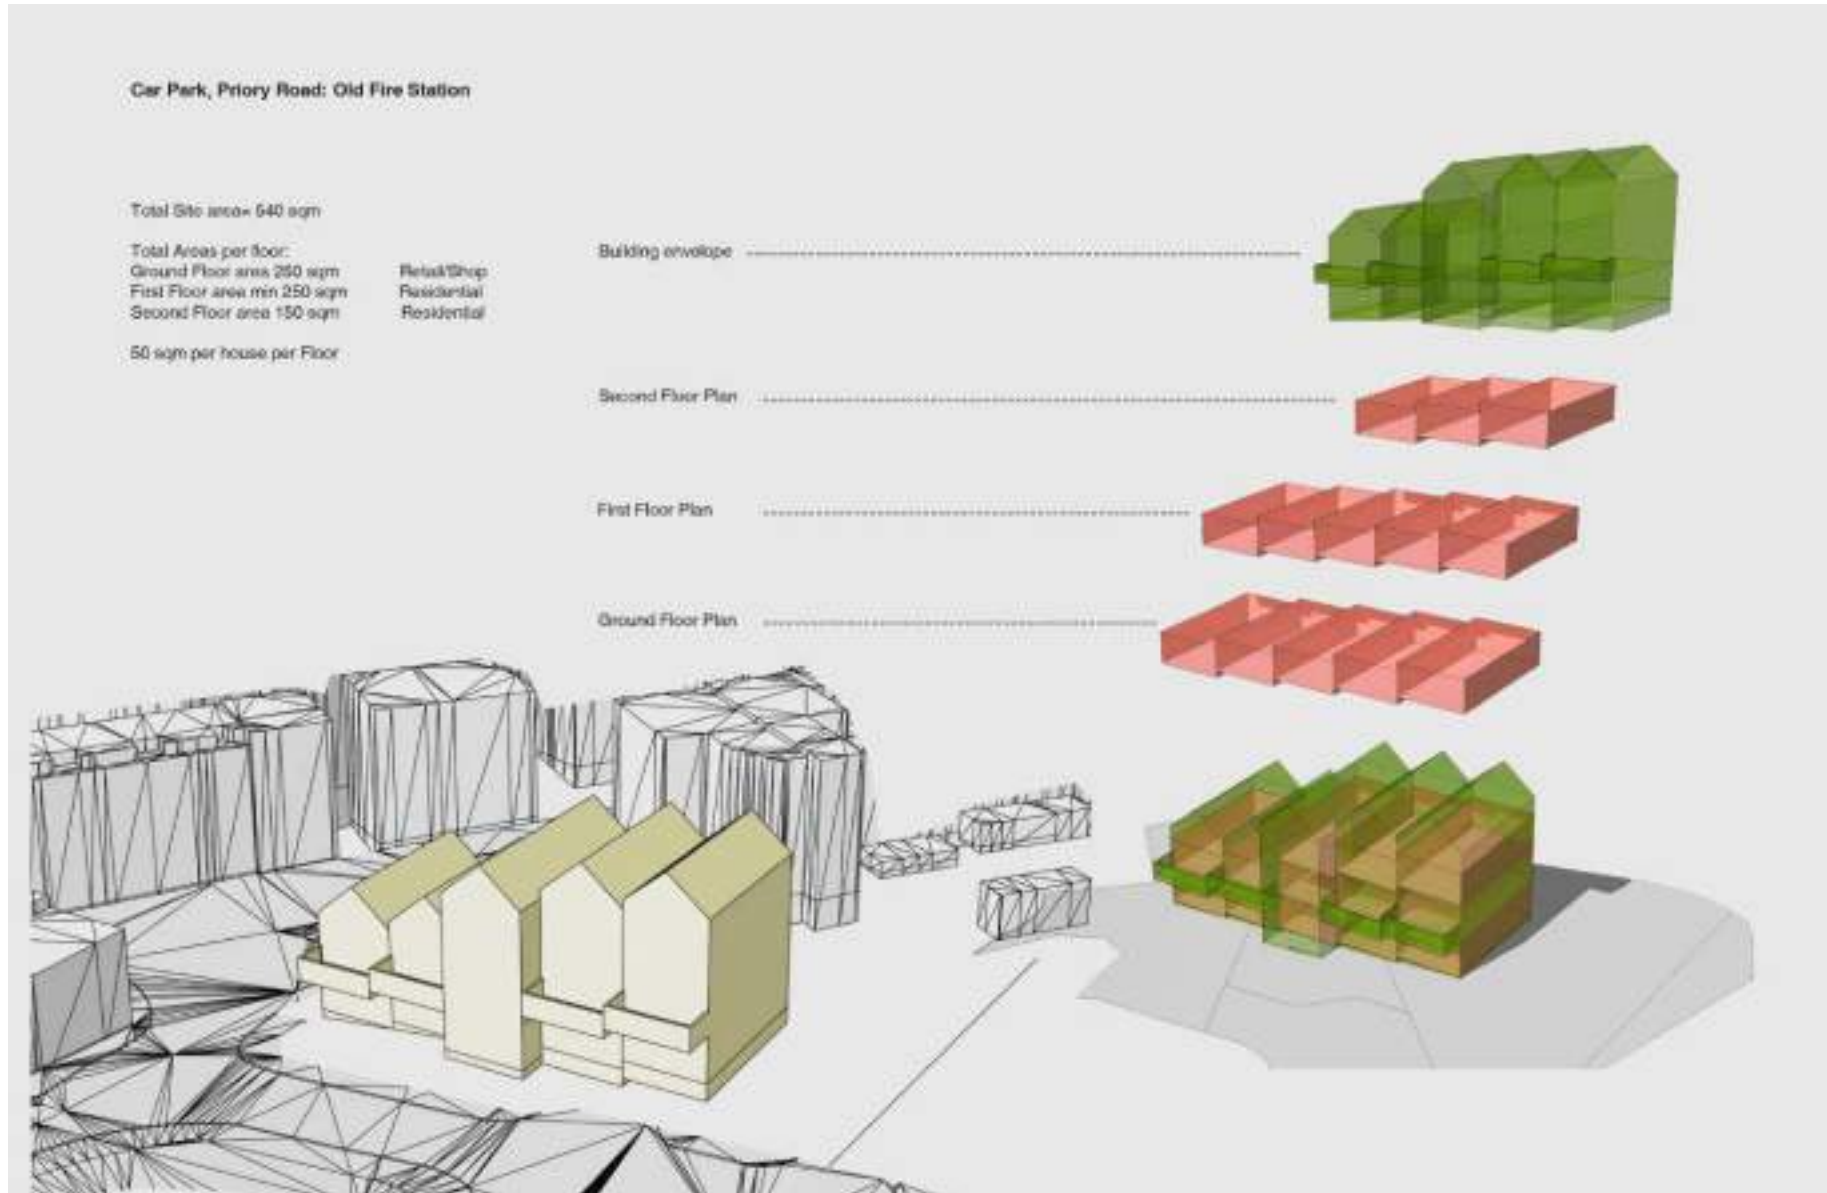 Car Park, Priory Road: Old Fire Station
Total Site area= 540 sqm
Total Areas per floor:
Ground Floor area 250 sqm Retail/Shop
First Floor area min 250 sqm Residential
Second Floor area 150 sqm Residential
50 sqm per house per Floor
Building envelope
Second Floor Plan
First Floor Plan
Ground Floor Plan